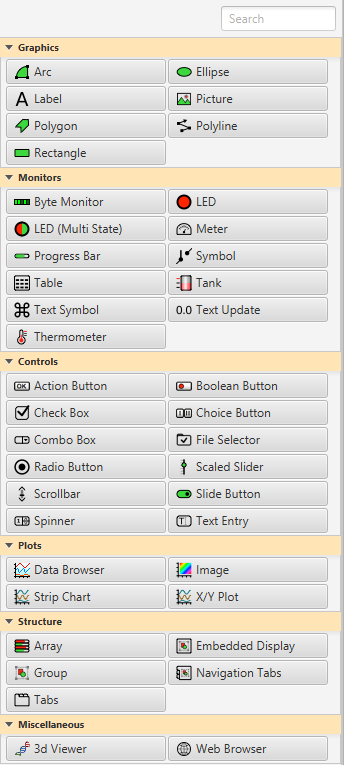 Search
Graphics
Arc Ellipse
Label Picture
Polygon Polyline
Rectangle
Monitors
Byte Monitor LED
LED (Multi State) Meter
Progress Bar Symbol
Table Tank
Text Symbol 0.0 Text Update
Thermometer
Controls
OK Action Button Boolean Button
Check Box Choice Button
Combo Box File Selector
Radio Button Scaled Slider
Scrollbar Slide Button
Spinner Text Entry
Plots
Data Browser Image
Strip Chart X/Y Plot
Structure
Array Embedded Display
Group Navigation Tabs
Tabs
Miscellaneous
3d Viewer Web Browser